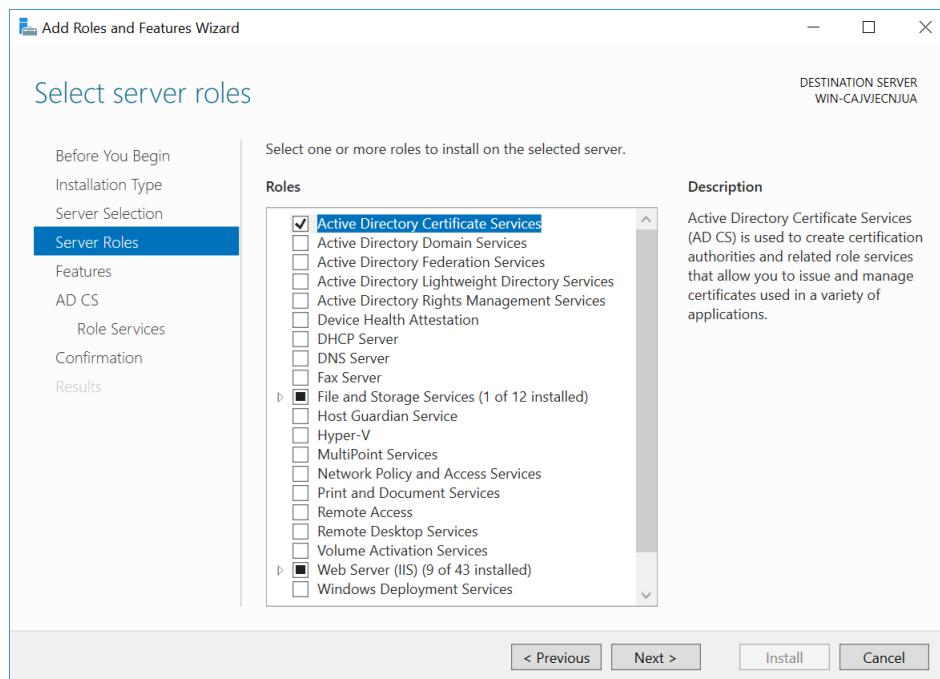 Add Roles and Features Wizard
Select server roles
DESTINATION SERVER
WIN-CAJVJECNJUA
Before You Begin
Installation Type
Server Selection
Server Roles
Features
AD CS
Role Services
Confirmation
Results
Select one or more roles to install on the selected server.
Roles
Active Directory Certificate Services
Active Directory Domain Services
Active Directory Federation Services
Active Directory Lightweight Directory Services
Active Directory Rights Management Services
Device Health Attestation
DHCP Server
DNS Server
Fax Server
File and Storage Services (1 of 12 installed)
Host Guardian Service
Hyper-V
MultiPoint Services
Network Policy and Access Services
Print and Document Services
Remote Access
Remote Desktop Services
Volume Activation Services
Web Server (IIS) (9 of 43 installed)
Windows Deployment Services
Description
Active Directory Certificate Services
(AD CS) is used to create certification
authorities and related role services
that allow you to issue and manage
certificates used in a variety of
applications.
< Previous
Next >
Install
Cancel